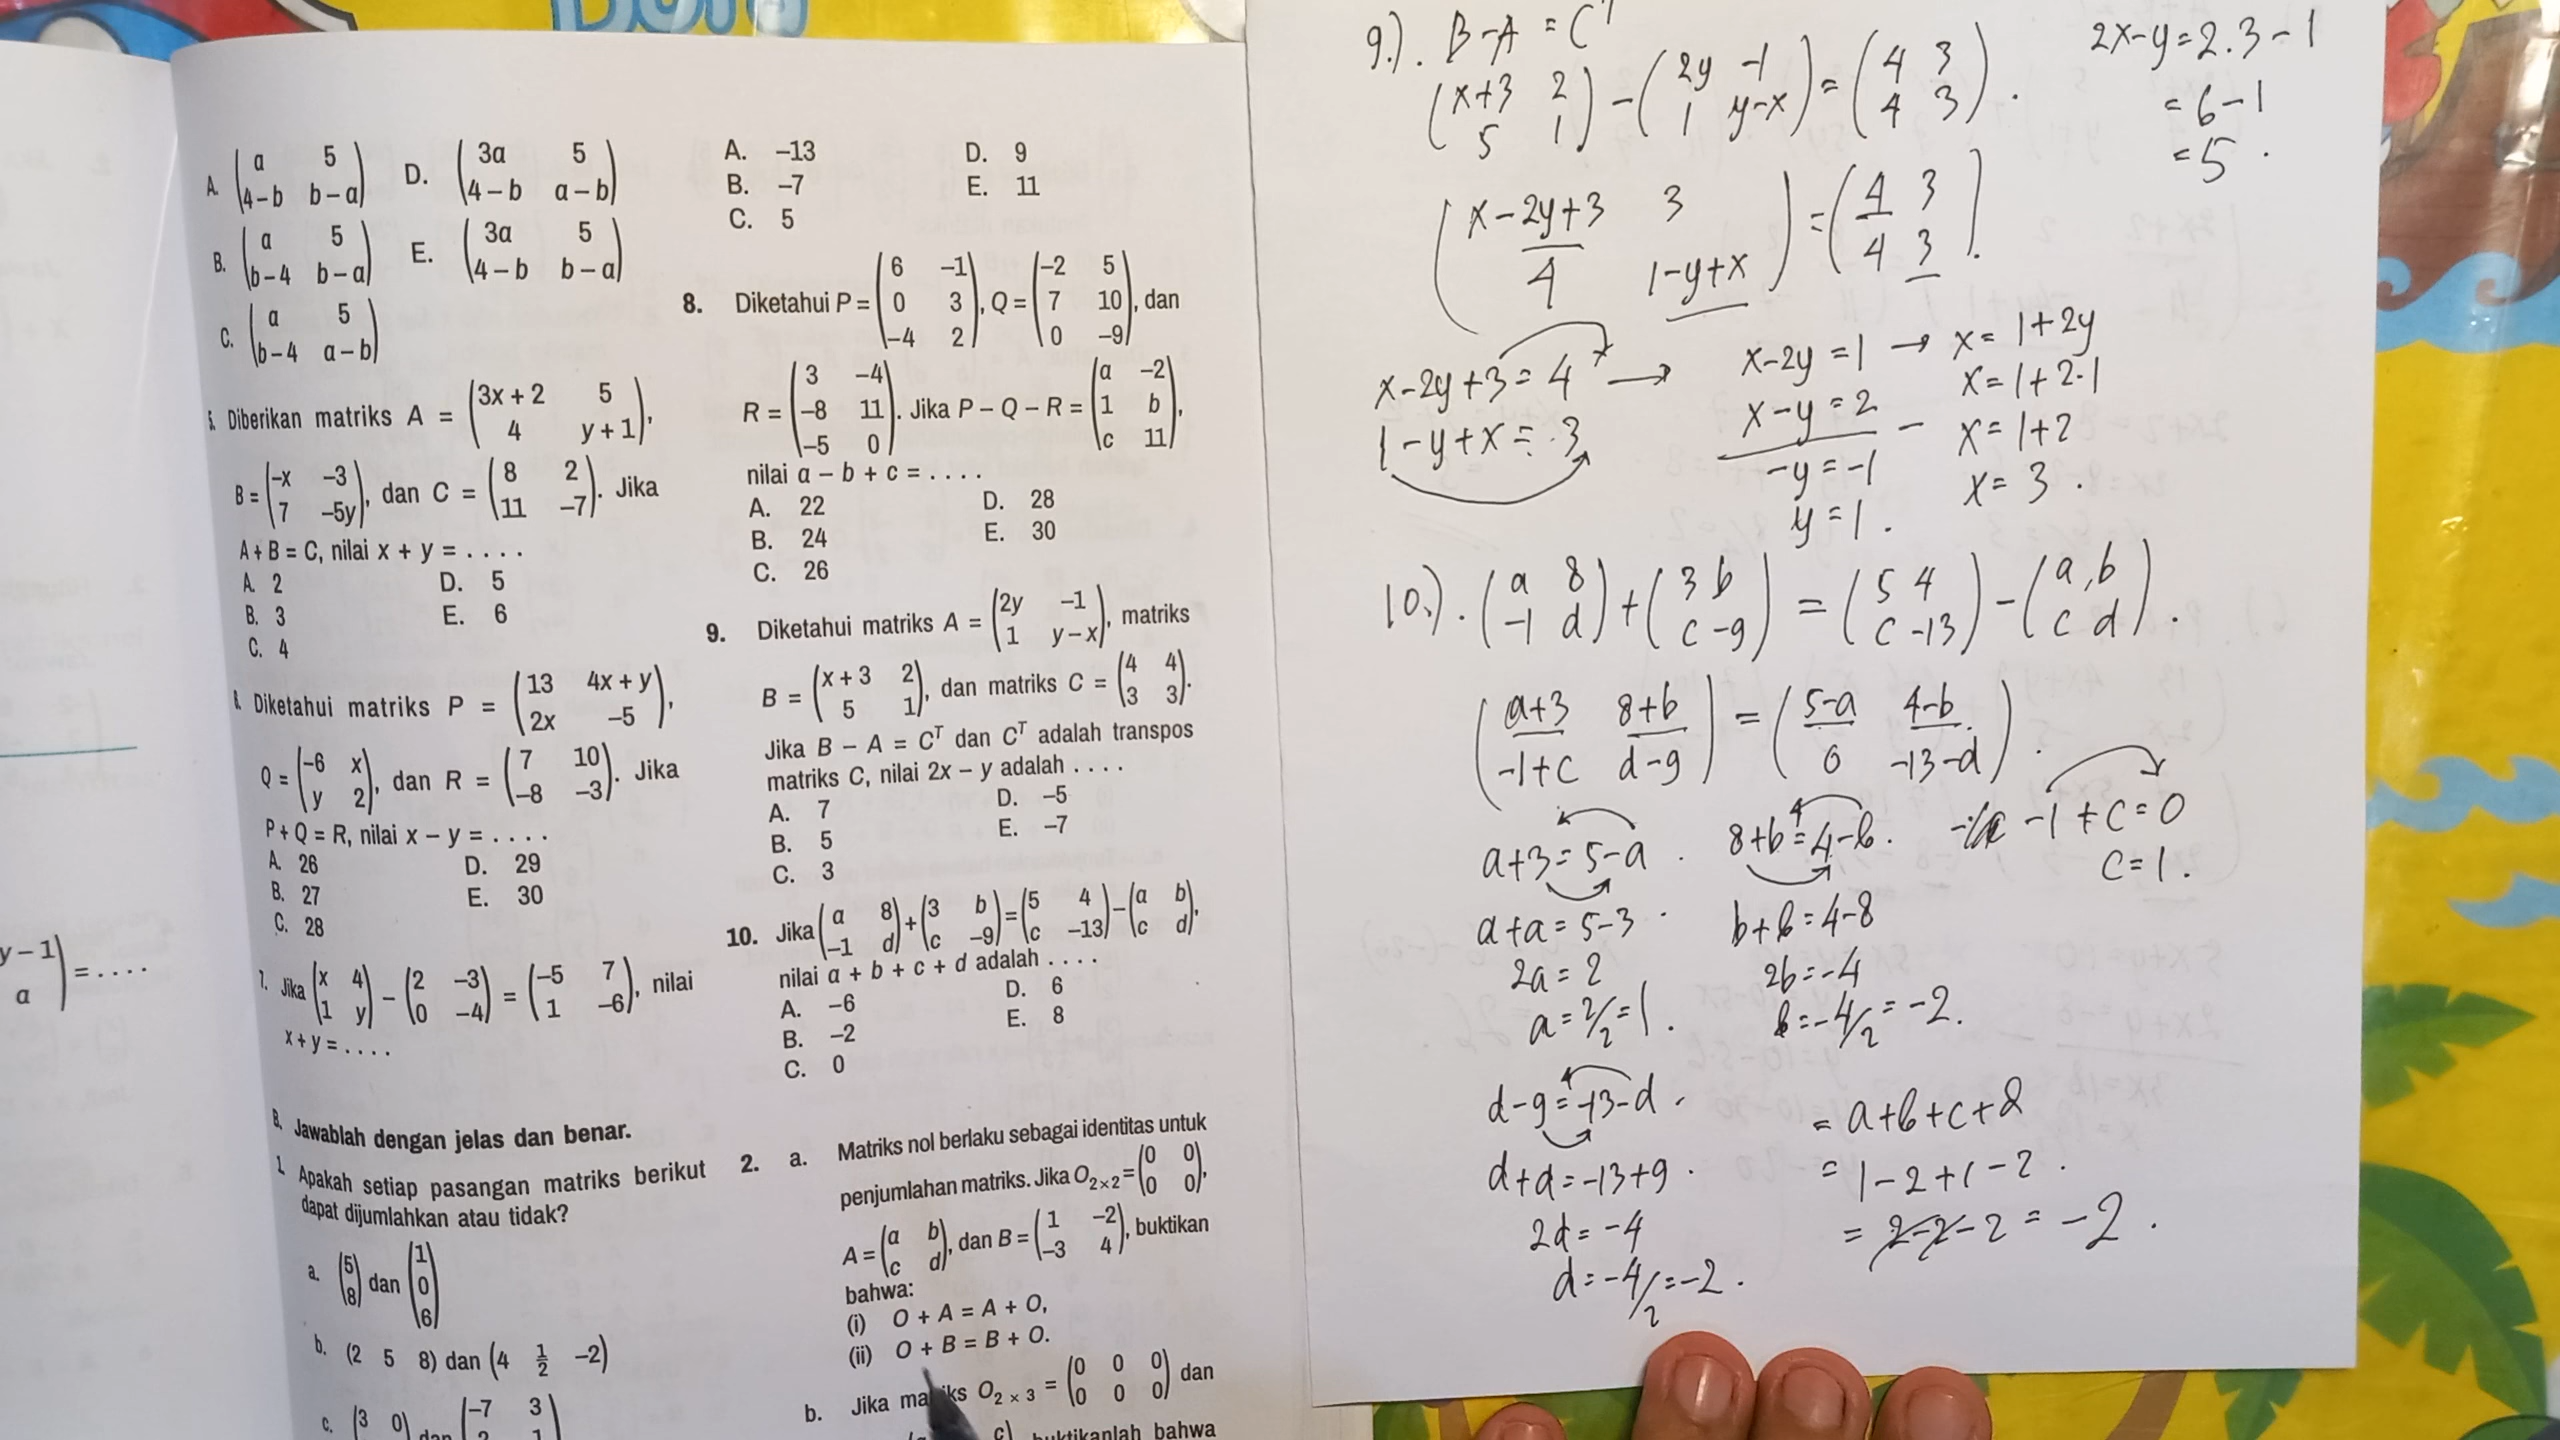 A. (a 5
4 – b b – a) D. (3a 5
4 – b a – b)
B. (a 5
b – 4 b – a) E. (3a 5
4 – b b – a)
C. (a 5
b – 4 a – b)
5. Diberikan matriks A = (3x + 2 5
4 y + 1),
B = (–x –3
7 –5y), dan C = (8 2
11 –7). Jika
A + B = C, nilai x + y = . . . .
A. 2 D. 5
B. 3 E. 6
C. 4
Diketahui matriks P = (13 4x + y
2x –5),
Q = (–6 x
y 2), dan R = (7 10
–8 –3). Jika
P + Q = R, nilai x – y = . . . .
A. 26 D. 29
B. 27 E. 30
C. 28
7. Jika (x 4
1 y) – (2 –3
0 –4) = (–5 7
1 –6), nilai
x + y = . . . .
A. –13 D. 9
B. –7 E. 11
C. 5
8. Diketahui P = (6 –1
0 3
–4 2), Q = (–2 5
7 10
0 –9), dan
R = (3 –4
–8 11
–5 0). Jika P – Q – R = (a –2
1 b
c 11),
nilai a – b + c = . . . .
A. 22 D. 28
B. 24 E. 30
C. 26
9. Diketahui matriks A = (2y –1
1 y – x), matriks
B = (x + 3 2
5 1), dan matriks C = (4 4
3 3).
Jika B – A = Cᵀ dan Cᵀ adalah transpos
matriks C, nilai 2x – y adalah . . . .
A. 7 D. –5
B. 5 E. –7
C. 3
10. Jika (a 8
–1 d) + (3 b
c –9) = (5 4
c –13) – (a b
c d),
nilai a + b + c + d adalah . . . .
A. –6 D. 6
B. –2 E. 8
C. 0
B. Jawablah dengan jelas dan benar.
1. Apakah setiap pasangan matriks berikut
dapat dijumlahkan atau tidak?
a. (5
8) dan (1
0
6)
b. (2 5 8) dan (4 1/2 –2)
c. (3 0) dan (–7 3
2. a. Matriks nol berlaku sebagai identitas untuk
penjumlahan matriks. Jika O₂ₓ₂ = (0 0
0 0),
A = (a b
c d), dan B = (1 –2
–3 4), buktikan
bahwa:
(i) O + A = A + O,
(ii) O + B = B + O.
b. Jika O₂ ₓ ₃ = (0 0 0
0 0 0) dan
buktikanlah bahwa
y – 1
a) = . . . .
9.). B-A = Cᵀ
(x+3 2
5 1) - (2y -1
1 y-x) = (4 3
4 3).
(x-2y+3 3
4 1-y+x) = (4 3
4 3).
x-2y+3 = 4 → x-2y = 1 → x = 1+2y
1-y+x = 3
x-y = 2 -
-y = -1
y = 1.
x = 1+2.1
x = 1+2
x = 3.
2x-y = 2.3-1
= 6-1
= 5.
10.). (a 8
-1 d) + (3 b
c -9) = (5 4
c -13) - (a, b
c d).
(a+3 8+b
-1+c d-9) = (5-a 4-b
0 -13-d).
a+3 = 5-a.
a+a = 5-3.
2a = 2
a = 2/2 = 1.
8+b = 4-b.
b+b = 4-8
2b = -4
b = -4/2 = -2.
-1+c = 0
c = 1.
d-9 = -13-d.
d+d = -13+9.
2d = -4
d = -4/2 = -2.
= a+b+c+d
= 1-2+1-2.
= 2-2-2 = -2.